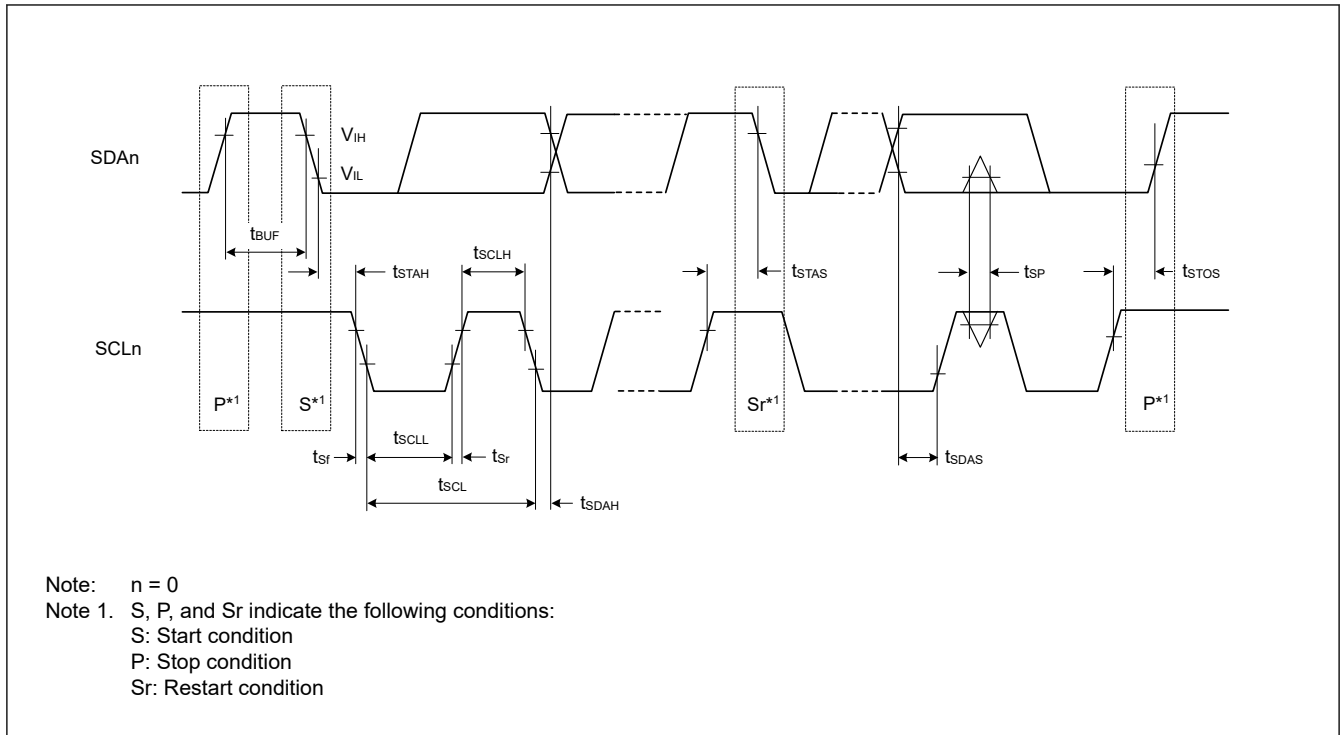 SDAn
VIH
VIL
tBUF
tSTAH
tSCLH
tSTAS
tSP
tSTOS
SCLn
P*1
S*1
Sr*1
P*1
tSf
tSCLL
tSr
tSCL
tSDAH
tSDAS
Note: n = 0
Note 1. S, P, and Sr indicate the following conditions:
S: Start condition
P: Stop condition
Sr: Restart condition